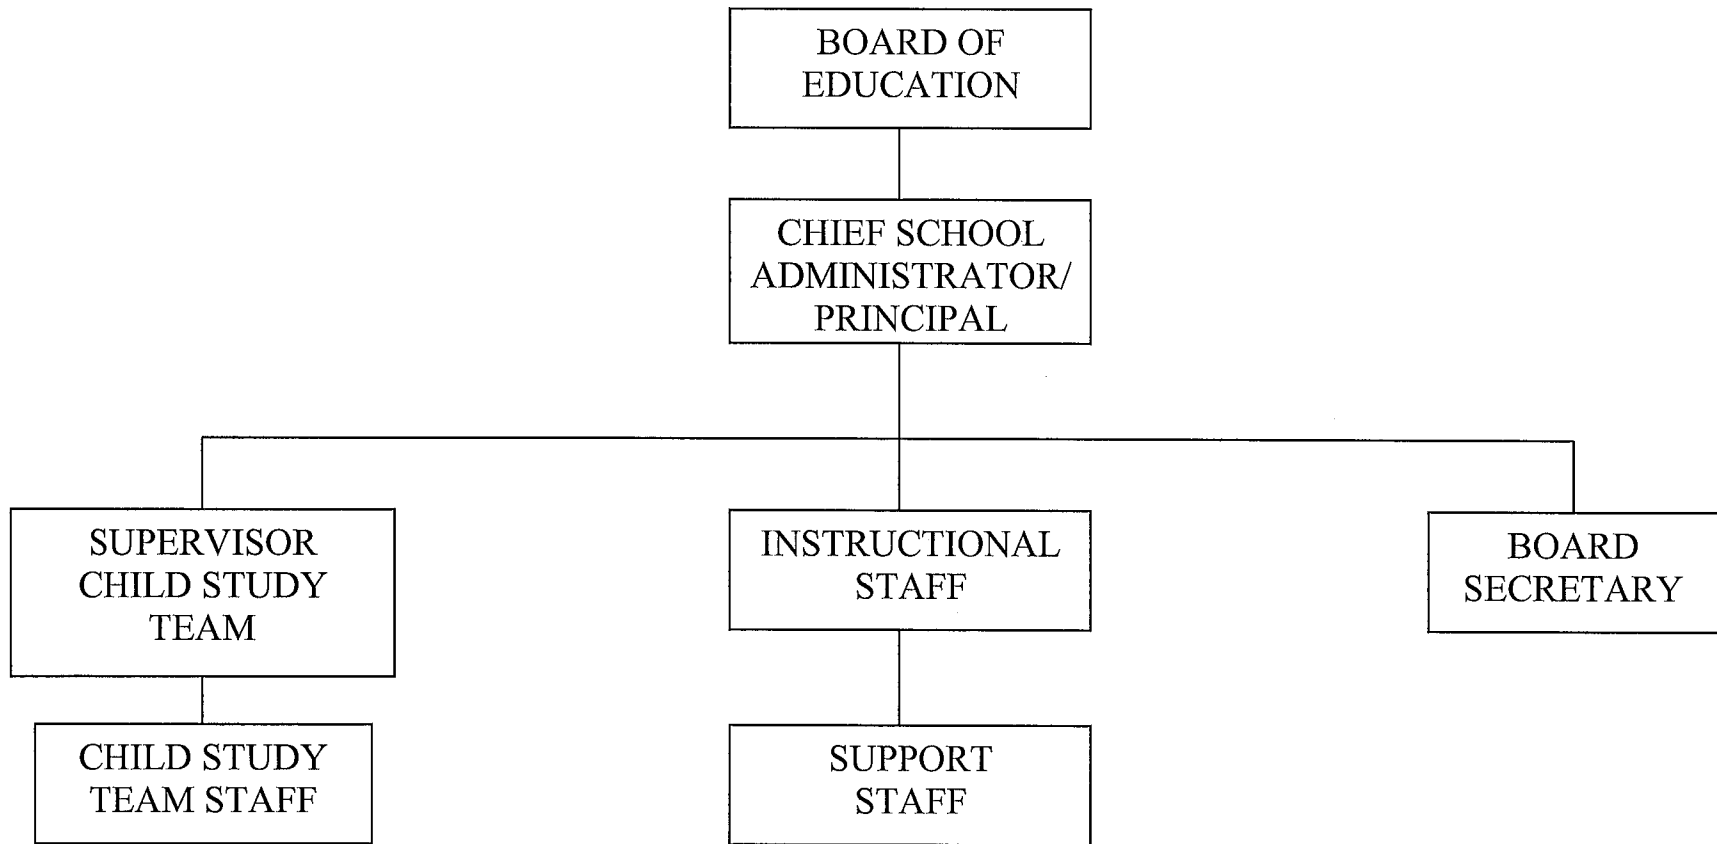 BOARD OF
EDUCATION
CHIEF SCHOOL
ADMINISTRATOR/
PRINCIPAL
SUPERVISOR
CHILD STUDY
TEAM
INSTRUCTIONAL
STAFF
BOARD
SECRETARY
CHILD STUDY
TEAM STAFF
SUPPORT
STAFF